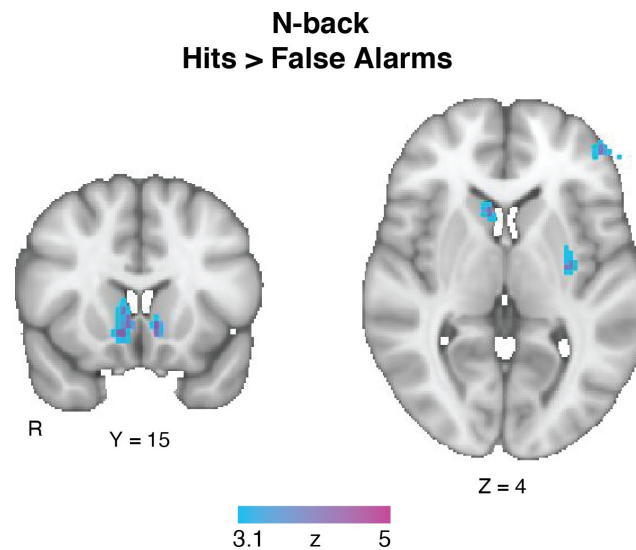 N-back
Hits > False Alarms
R
Y = 15
Z = 4
3.1 z 5